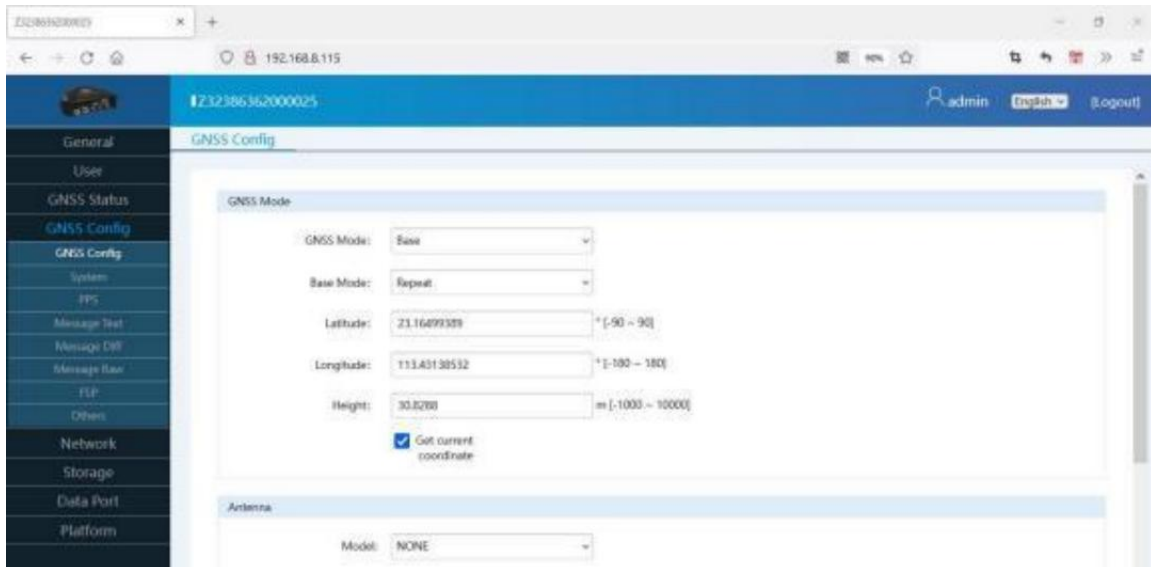 192.168.8.115
90%
Z32386362000025
admin
English
[Logout]
General
User
GNSS Status
GNSS Config
GNSS Config
System
PPS
Message Text
Message Diff
Message Raw
Others
Network
Storage
Data Port
Platform
GNSS Config
GNSS Mode
GNSS Mode: Base
Base Mode: Repeat
Latitude: 23.16499389 ° [-90 ~ 90]
Longitude: 113.43138532 ° [-180 ~ 180]
Height: 30.8288 m [-1000 ~ 10000]
Get current
coordinate
Antenna
Model: NONE